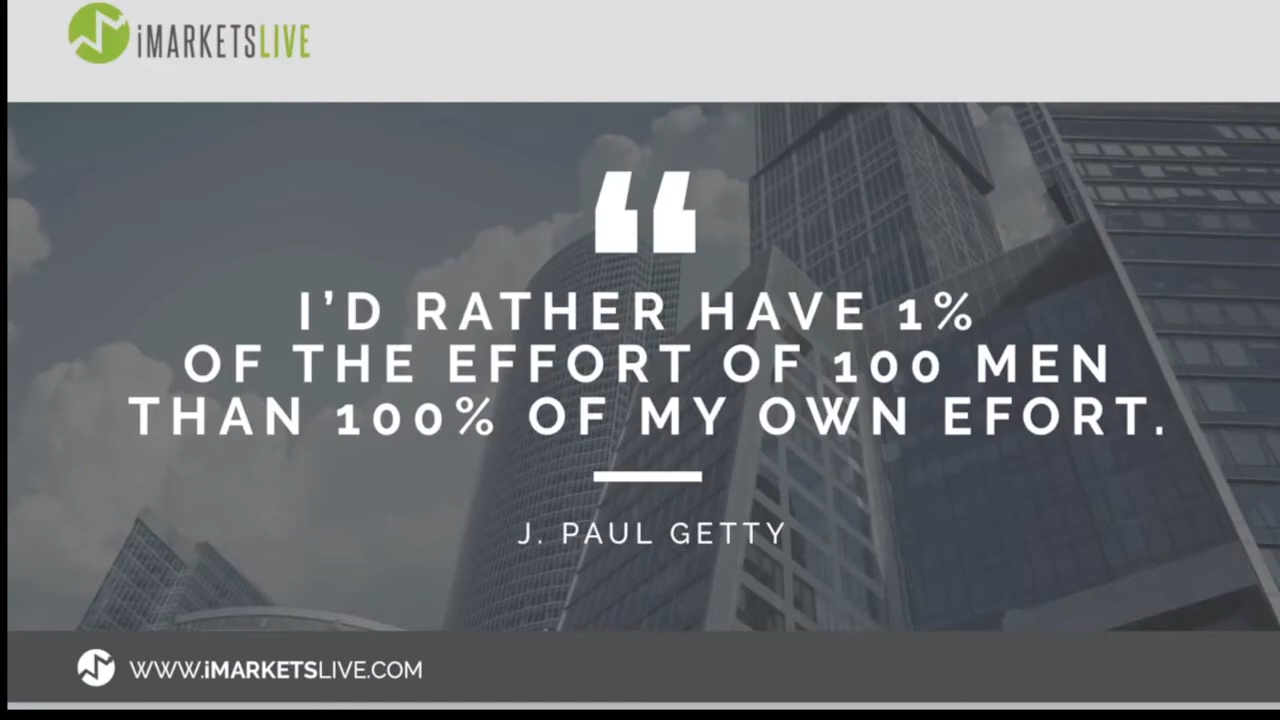 iMARKETSLIVE
“
I’D RATHER HAVE 1%
OF THE EFFORT OF 100 MEN
THAN 100% OF MY OWN EFORT.
J. PAUL GETTY
WWW.iMARKETSLIVE.COM